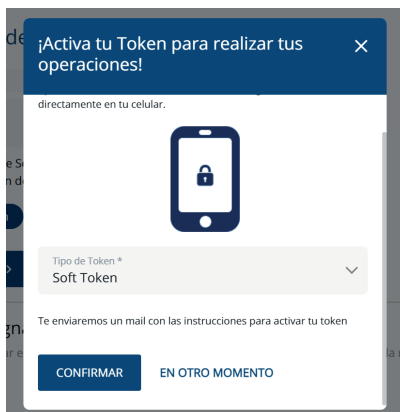 ¡Activa tu Token para realizar tus
operaciones!
directamente en tu celular.
Tipo de Token *
Soft Token
Te enviaremos un mail con las instrucciones para activar tu token
CONFIRMAR
EN OTRO MOMENTO